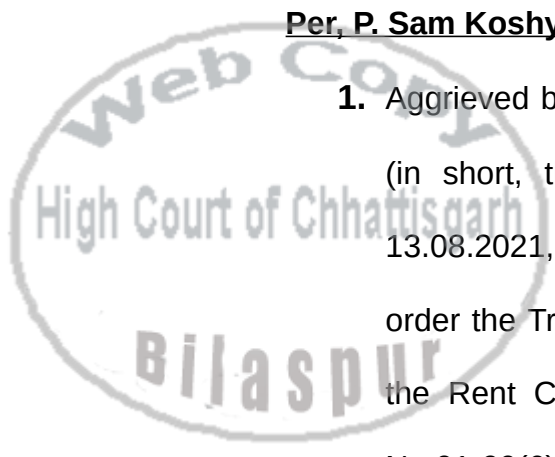 Per, P. Sam Koshy
1. Aggrieved b
(in short, t
13.08.2021,
order the Tr
the Rent C
Web Copy
High Court of Chhattisgarh
Bilaspur